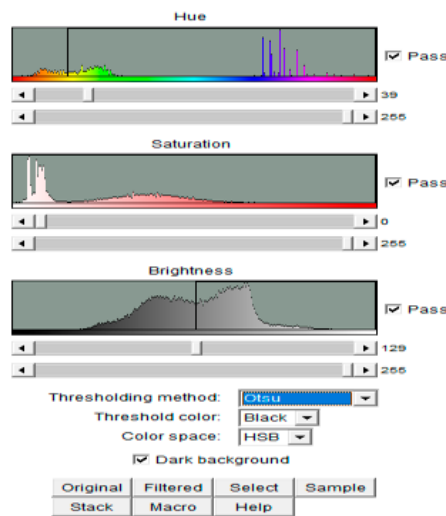 Hue
Pass
39
255
Saturation
Pass
0
255
Brightness
Pass
129
255
Thresholding method: Otsu
Threshold color: Black
Color space: HSB
Dark background
Original Filtered Select Sample
Stack Macro Help